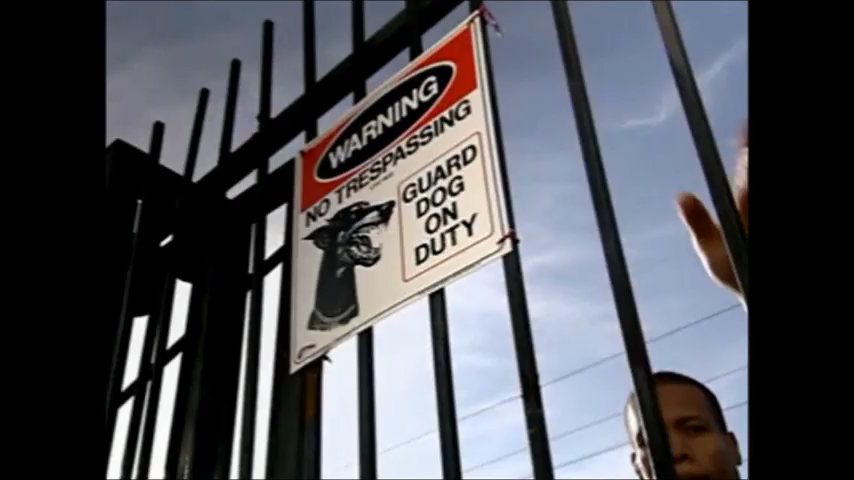 WARNING
NO TRESPASSING
GUARD
DOG
ON
DUTY